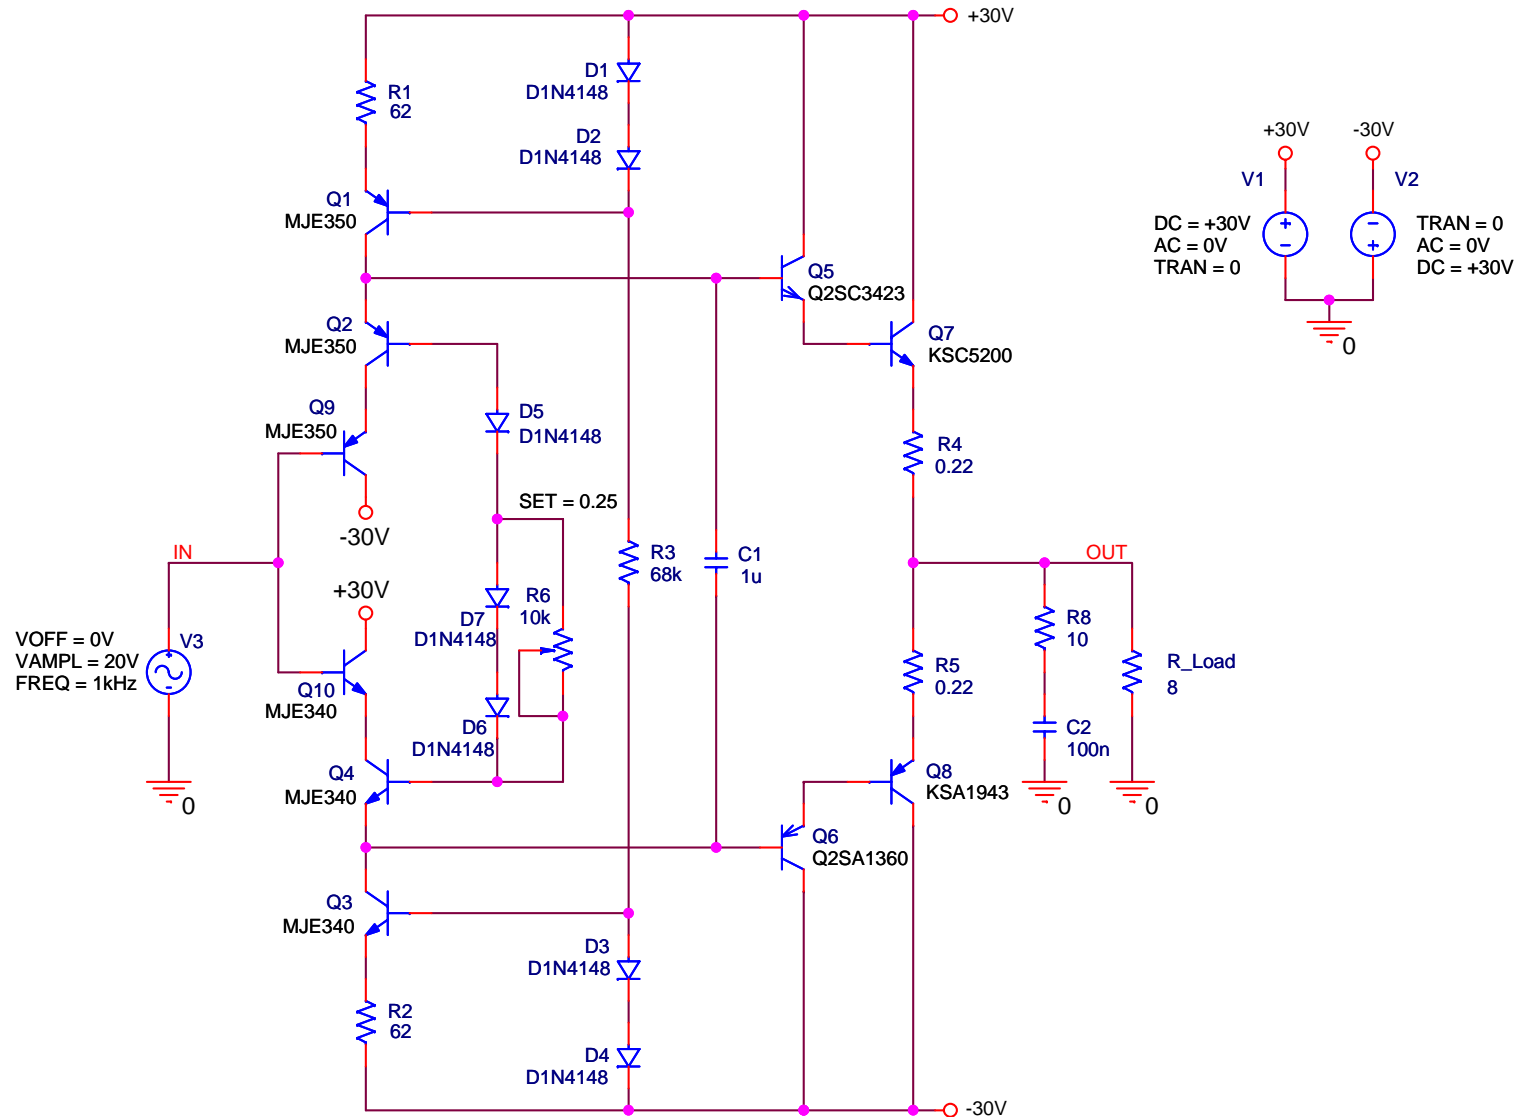 +30V
D1
D1N4148
R1
62
D2
D1N4148
+30V
-30V
V1
V2
Q1
MJE350
DC = +30V
AC = 0V
TRAN = 0
TRAN = 0
AC = 0V
DC = +30V
Q5
Q2SC3423
Q2
MJE350
Q7
KSC5200
0
Q9
MJE350
D5
D1N4148
R4
0.22
SET = 0.25
-30V
IN
R3
68k
C1
1u
OUT
+30V
R6
10k
D7
D1N4148
R8
10
VOFF = 0V
VAMPL = 20V
FREQ = 1kHz
V3
R5
0.22
R_Load
8
Q10
MJE340
D6
D1N4148
C2
100n
Q4
MJE340
Q8
KSA1943
0
0
0
Q6
Q2SA1360
Q3
MJE340
D3
D1N4148
R2
62
D4
D1N4148
-30V